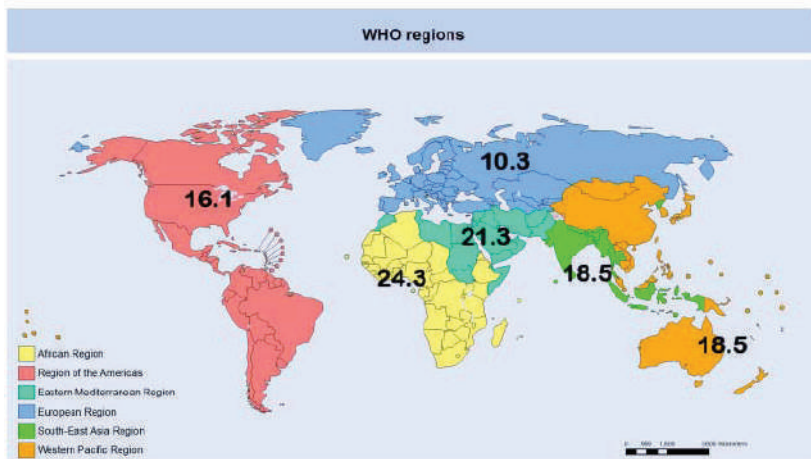 WHO regions
10.3
16.1
21.3
24.3
18.5
18.5
African Region
Region of the Americas
Eastern Mediterranean Region
European Region
South-East Asia Region
Western Pacific Region